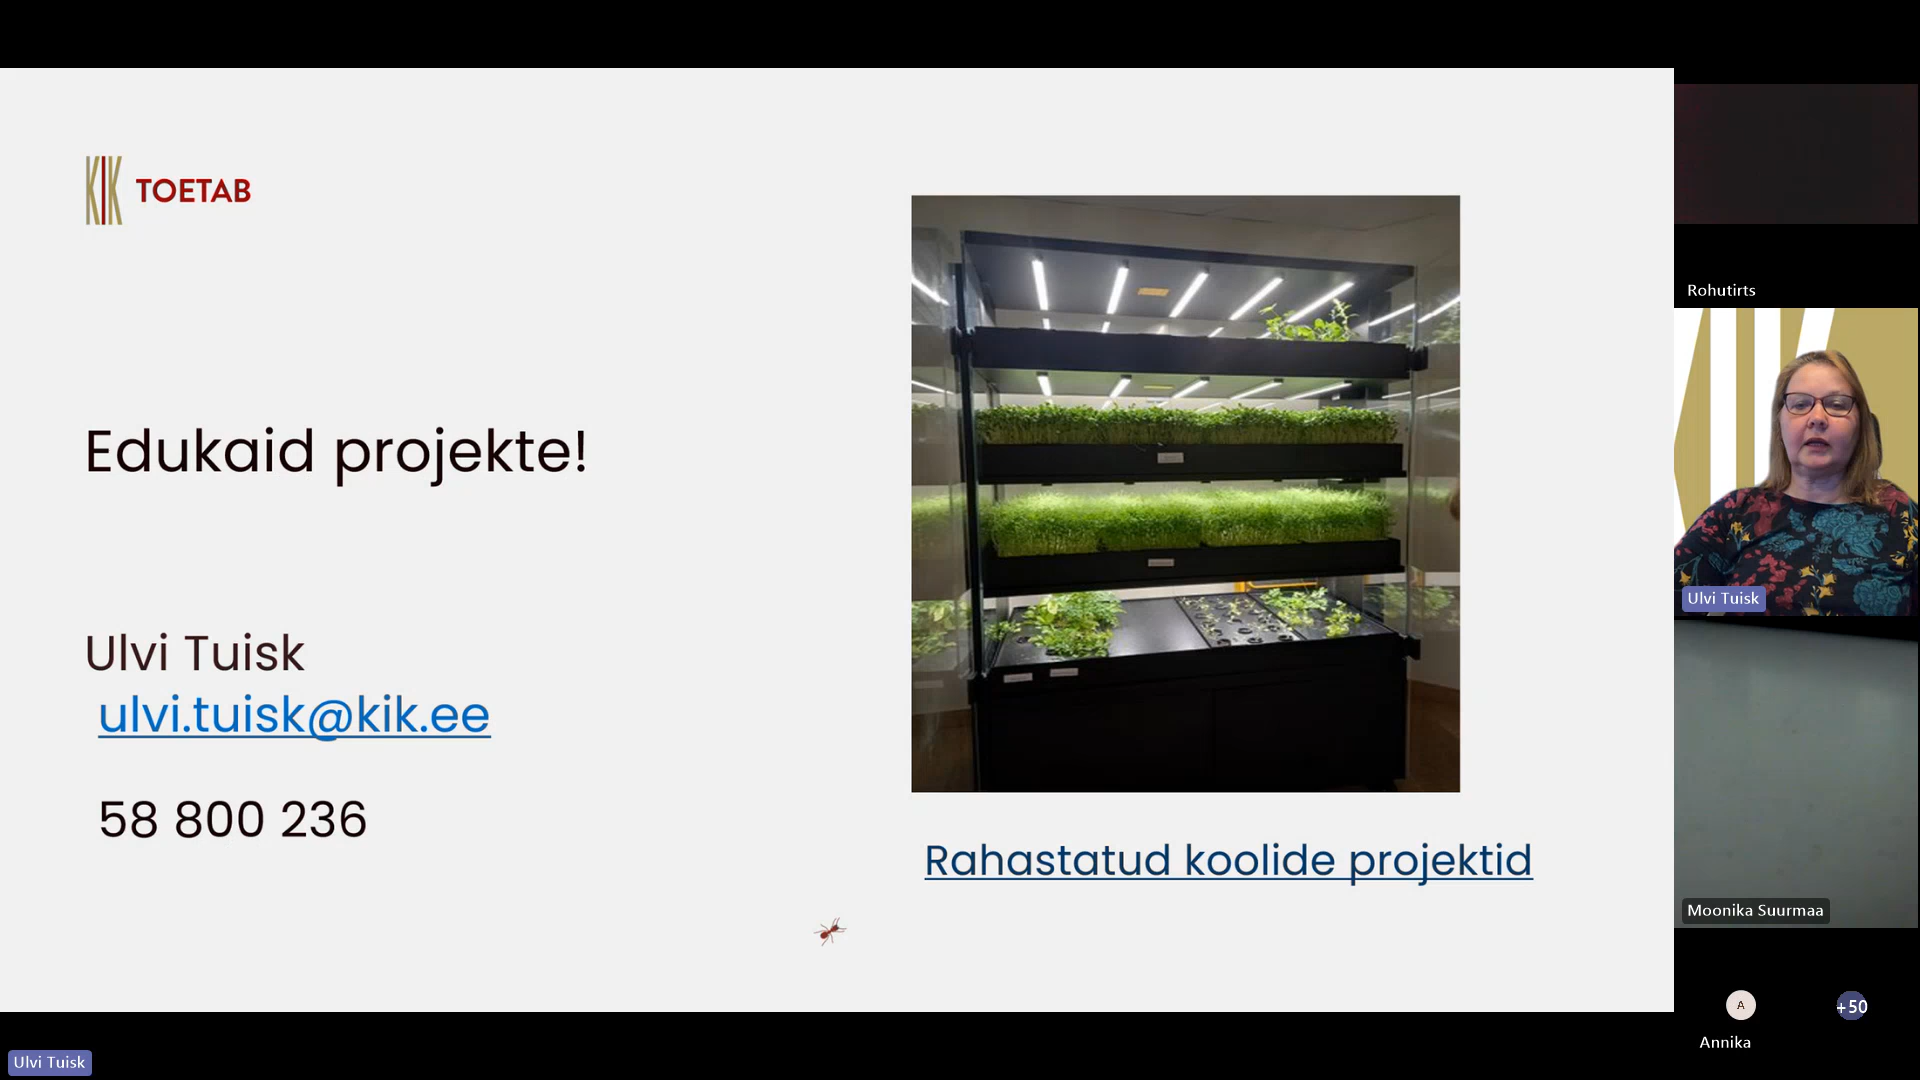 KIK TOETAB
Edukaid projekte!
Ulvi Tuisk
ulvi.tuisk@kik.ee
58 800 236
Rahastatud koolide projektid
Rohutirts
Ulvi Tuisk
Moonika Suurmaa
A
+50
Annika
Ulvi Tuisk